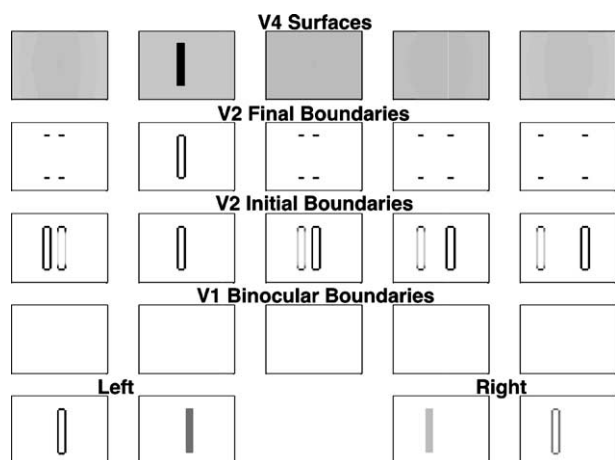 V4 Surfaces
V2 Final Boundaries
V2 Initial Boundaries
V1 Binocular Boundaries
Left Right